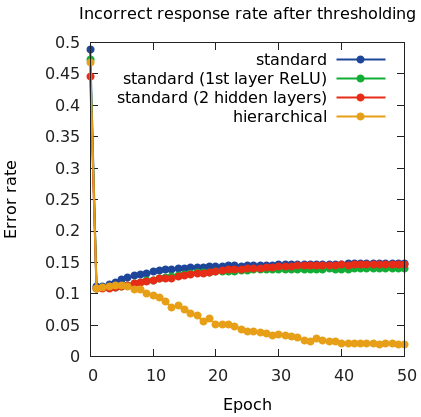 Incorrect response rate after thresholding
0.5
0.45
0.4
0.35
0.3
0.25
0.2
0.15
0.1
0.05
0
standard
standard (1st layer ReLU)
standard (2 hidden layers)
hierarchical
Error rate
0 10 20 30 40 50
Epoch